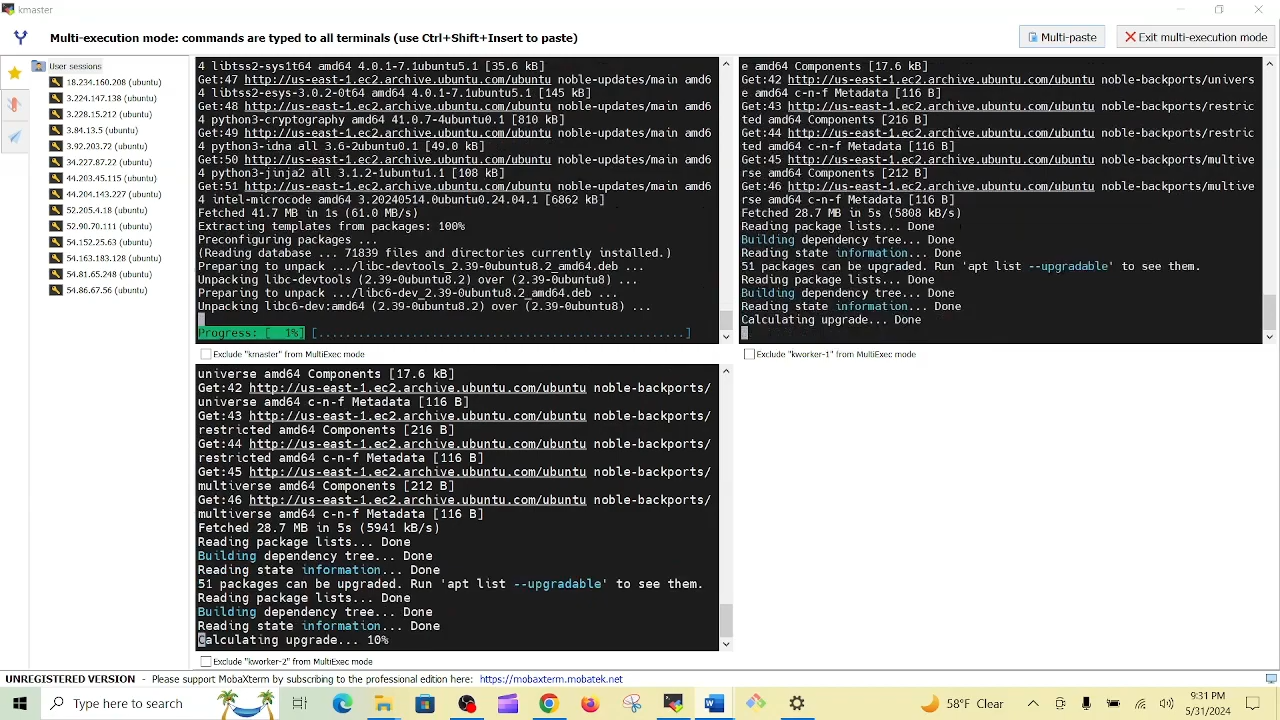 kmaster
Multi-execution mode: commands are typed to all terminals (use Ctrl+Shift+Insert to paste)
Multi-paste
Exit multi-execution mode
User sessions
18.234.160.208 (ubuntu)
3.224.147.138 (ubuntu)
3.228.15.212 (ubuntu)
3.84.13.5 (ubuntu)
3.92.203.72 (ubuntu)
34.227.87.22 (ubuntu)
44.203.45.115 (ubuntu)
44.204.143.227 (ubuntu)
52.205.4.18 (ubuntu)
52.90.70.111 (ubuntu)
54.152.25.63 (ubuntu)
54.163.183.128 (ubuntu)
54.81.65.248 (ubuntu)
54.86.67.56 (ubuntu)
4 libtss2-sys1t64 amd64 4.0.1-7.1ubuntu5.1 [35.6 kB]
Get:47 http://us-east-1.ec2.archive.ubuntu.com/ubuntu noble-updates/main amd6
4 libtss2-esys-3.0.2-0t64 amd64 4.0.1-7.1ubuntu5.1 [145 kB]
Get:48 http://us-east-1.ec2.archive.ubuntu.com/ubuntu noble-updates/main amd6
4 python3-cryptography amd64 41.0.7-4ubuntu0.1 [810 kB]
Get:49 http://us-east-1.ec2.archive.ubuntu.com/ubuntu noble-updates/main amd6
4 python3-idna all 3.6-2ubuntu0.1 [49.0 kB]
Get:50 http://us-east-1.ec2.archive.ubuntu.com/ubuntu noble-updates/main amd6
4 python3-jinja2 all 3.1.2-1ubuntu1.1 [108 kB]
Get:51 http://us-east-1.ec2.archive.ubuntu.com/ubuntu noble-updates/main amd6
4 intel-microcode amd64 3.20240514.0ubuntu0.24.04.1 [6862 kB]
Fetched 41.7 MB in 1s (61.0 MB/s)
Extracting templates from packages: 100%
Preconfiguring packages ...
(Reading database ... 71839 files and directories currently installed.)
Preparing to unpack .../libc-devtools_2.39-0ubuntu8.2_amd64.deb ...
Unpacking libc-devtools (2.39-0ubuntu8.2) over (2.39-0ubuntu8) ...
Preparing to unpack .../libc6-dev_2.39-0ubuntu8.2_amd64.deb ...
Unpacking libc6-dev:amd64 (2.39-0ubuntu8.2) over (2.39-0ubuntu8) ...
Progress: [  1%] [.................................................]
Exclude "kmaster" from MultiExec mode
e amd64 Components [17.6 kB]
Get:42 http://us-east-1.ec2.archive.ubuntu.com/ubuntu noble-backports/univers
e amd64 c-n-f Metadata [116 B]
Get:43 http://us-east-1.ec2.archive.ubuntu.com/ubuntu noble-backports/restric
ted amd64 Components [216 B]
Get:44 http://us-east-1.ec2.archive.ubuntu.com/ubuntu noble-backports/restric
ted amd64 c-n-f Metadata [116 B]
Get:45 http://us-east-1.ec2.archive.ubuntu.com/ubuntu noble-backports/multive
rse amd64 Components [212 B]
Get:46 http://us-east-1.ec2.archive.ubuntu.com/ubuntu noble-backports/multive
rse amd64 c-n-f Metadata [116 B]
Fetched 28.7 MB in 5s (5808 kB/s)
Reading package lists... Done
Building dependency tree... Done
Reading state information... Done
51 packages can be upgraded. Run 'apt list --upgradable' to see them.
Reading package lists... Done
Building dependency tree... Done
Reading state information... Done
Calculating upgrade... Done
Exclude "kworker-1" from MultiExec mode
universe amd64 Components [17.6 kB]
Get:42 http://us-east-1.ec2.archive.ubuntu.com/ubuntu noble-backports/
universe amd64 c-n-f Metadata [116 B]
Get:43 http://us-east-1.ec2.archive.ubuntu.com/ubuntu noble-backports/
restricted amd64 Components [216 B]
Get:44 http://us-east-1.ec2.archive.ubuntu.com/ubuntu noble-backports/
restricted amd64 c-n-f Metadata [116 B]
Get:45 http://us-east-1.ec2.archive.ubuntu.com/ubuntu noble-backports/
multiverse amd64 Components [212 B]
Get:46 http://us-east-1.ec2.archive.ubuntu.com/ubuntu noble-backports/
multiverse amd64 c-n-f Metadata [116 B]
Fetched 28.7 MB in 5s (5941 kB/s)
Reading package lists... Done
Building dependency tree... Done
Reading state information... Done
51 packages can be upgraded. Run 'apt list --upgradable' to see them.
Reading package lists... Done
Building dependency tree... Done
Reading state information... Done
Calculating upgrade... 10%
Exclude "kworker-2" from MultiExec mode
UNREGISTERED VERSION - Please support MobaXterm by subscribing to the professional edition here: https://mobaxterm.mobatek.net
Type here to search
58°F Clear
9:31 PM
5/31/2024